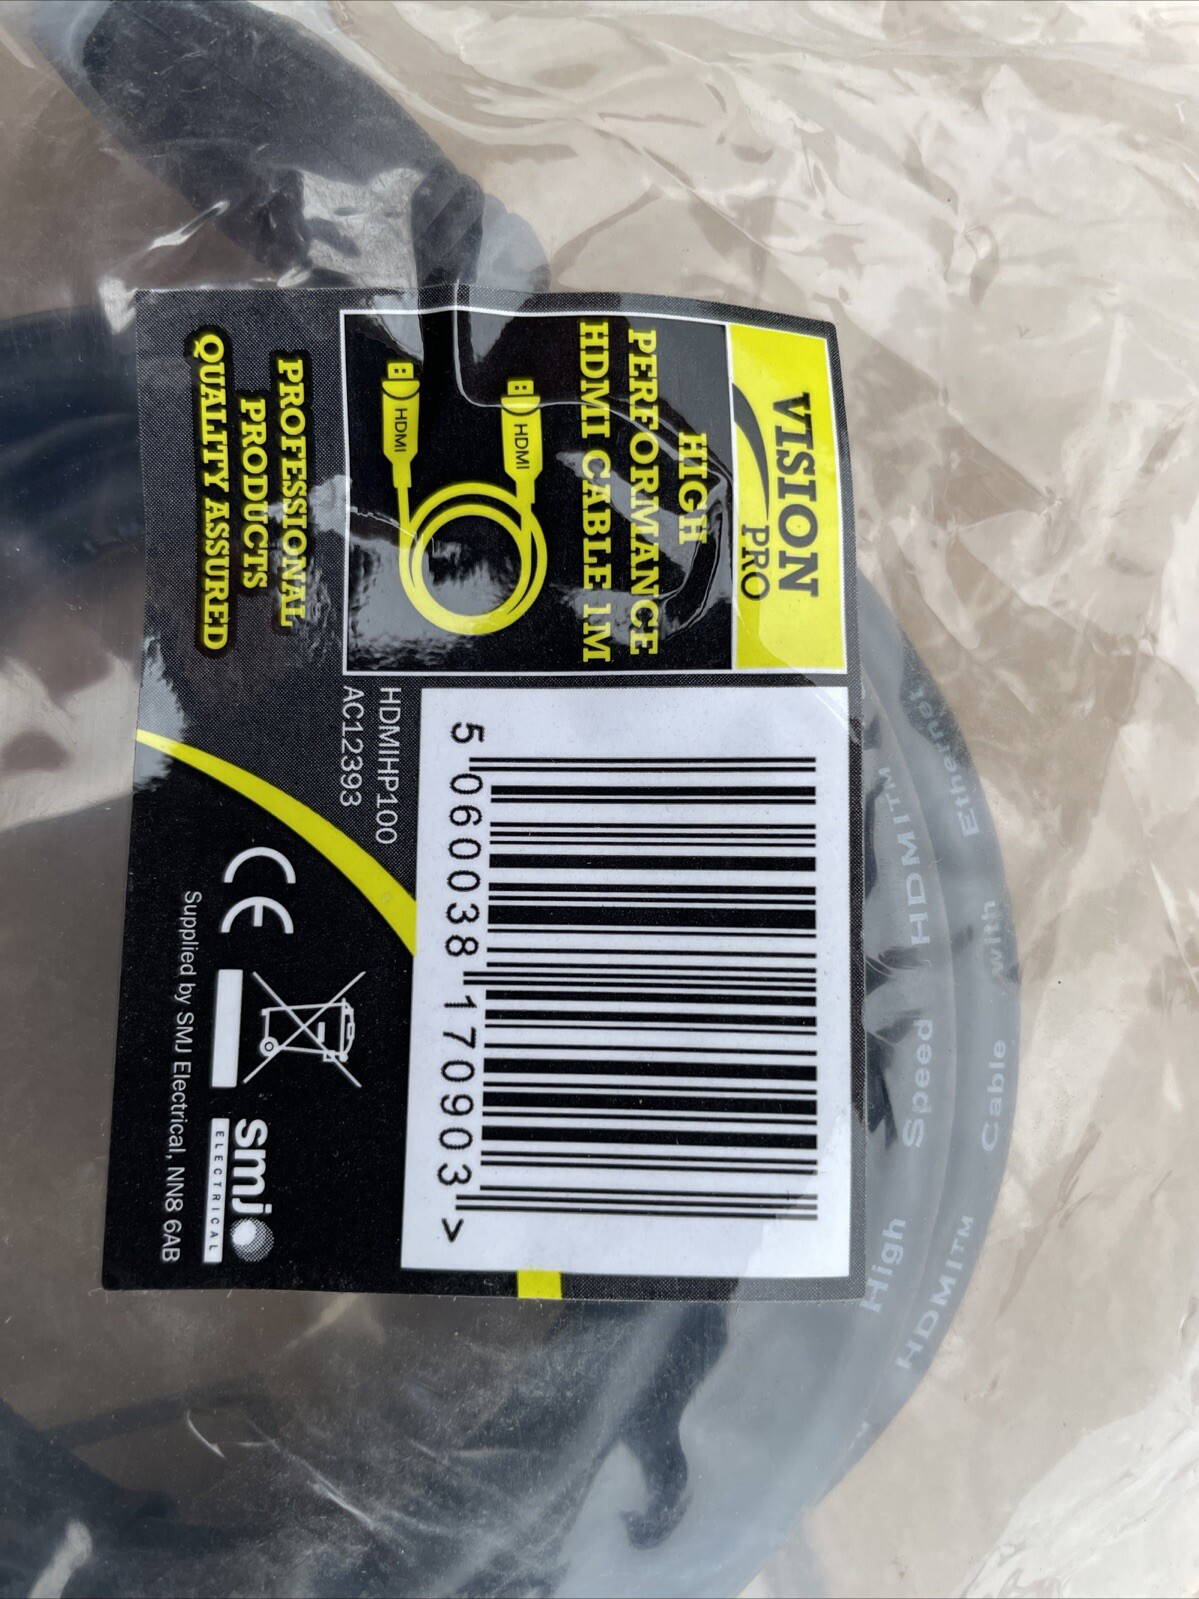 VISION
PRO
HIGH
PERFORMANCE
HDMI CABLE 1M
HDMI
HDMI
PROFESSIONAL
PRODUCTS
QUALITY ASSURED
5 060038 170903 >
HDMIHP100
AC12393
CE
smj
ELECTRICAL
Supplied by SMJ Electrical, NN8 6AB
HDMI™ Cable with Ethernet
High Speed HDMI™